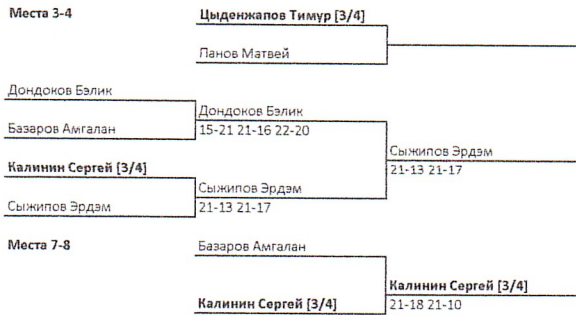 Места 3-4
Цыденжапов Тимур [3/4]
Панов Матвей
Дондоков Бэлик
Базаров Амгалан
Дондоков Бэлик
15-21 21-16 22-20
Калинин Сергей [3/4]
Сыжипов Эрдэм
Сыжипов Эрдэм
21-13 21-17
Сыжипов Эрдэм
21-13 21-17
Места 7-8
Базаров Амгалан
Калинин Сергей [3/4]
Калинин Сергей [3/4]
21-18 21-10